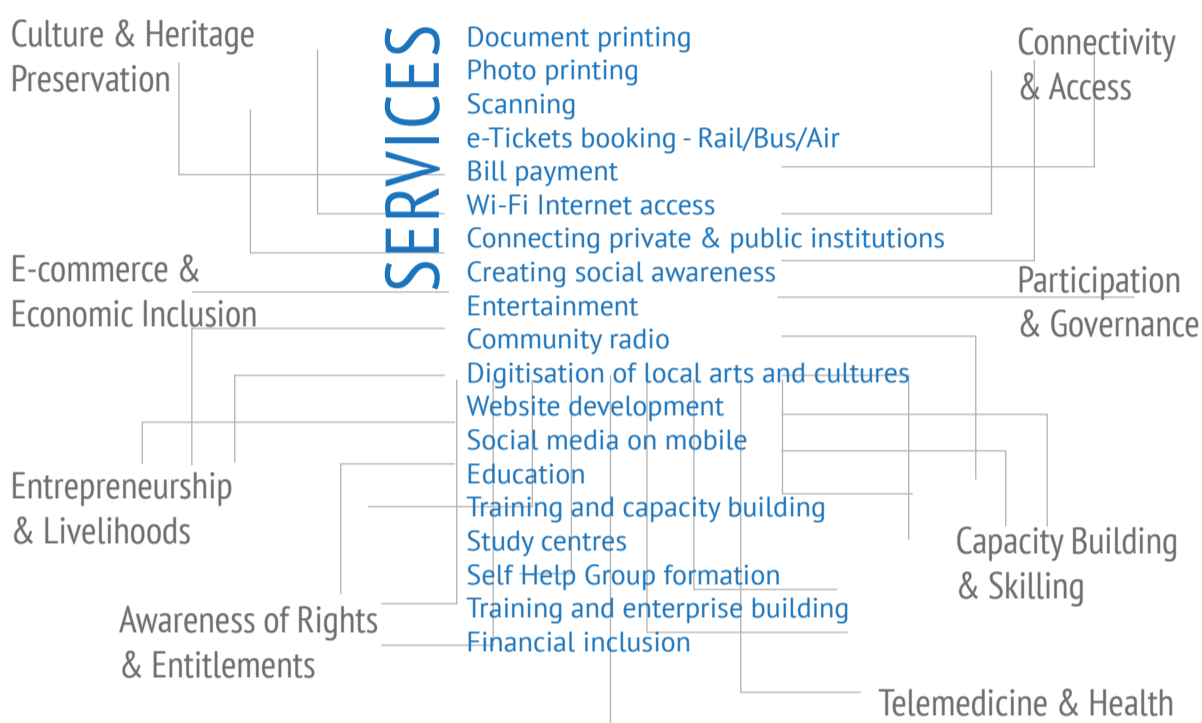 Culture & Heritage
Preservation
SERVICES
Document printing
Photo printing
Scanning
e-Tickets booking - Rail/Bus/Air
Bill payment
Wi-Fi Internet access
Connecting private & public institutions
Creating social awareness
Entertainment
Community radio
Digitisation of local arts and cultures
Website development
Social media on mobile
Education
Training and capacity building
Study centres
Self Help Group formation
Training and enterprise building
Financial inclusion
Connectivity
& Access
E-commerce &
Economic Inclusion
Participation
& Governance
Entrepreneurship
& Livelihoods
Capacity Building
& Skilling
Awareness of Rights
& Entitlements
Telemedicine & Health